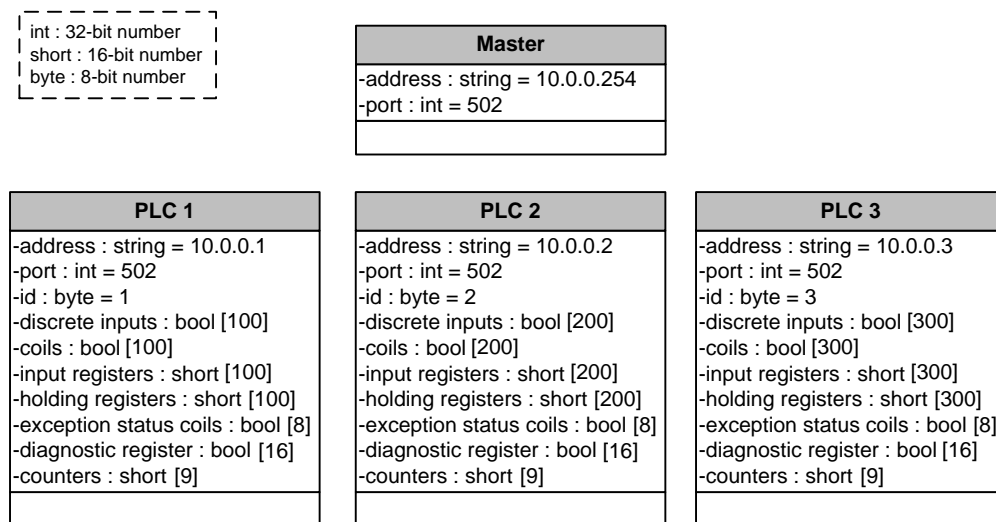 int : 32-bit number
short : 16-bit number
byte : 8-bit number
Master
-address : string = 10.0.0.254
-port : int = 502
PLC 1
-address : string = 10.0.0.1
-port : int = 502
-id : byte = 1
-discrete inputs : bool [100]
-coils : bool [100]
-input registers : short [100]
-holding registers : short [100]
-exception status coils : bool [8]
-diagnostic register : bool [16]
-counters : short [9]
PLC 2
-address : string = 10.0.0.2
-port : int = 502
-id : byte = 2
-discrete inputs : bool [200]
-coils : bool [200]
-input registers : short [200]
-holding registers : short [200]
-exception status coils : bool [8]
-diagnostic register : bool [16]
-counters : short [9]
PLC 3
-address : string = 10.0.0.3
-port : int = 502
-id : byte = 3
-discrete inputs : bool [300]
-coils : bool [300]
-input registers : short [300]
-holding registers : short [300]
-exception status coils : bool [8]
-diagnostic register : bool [16]
-counters : short [9]